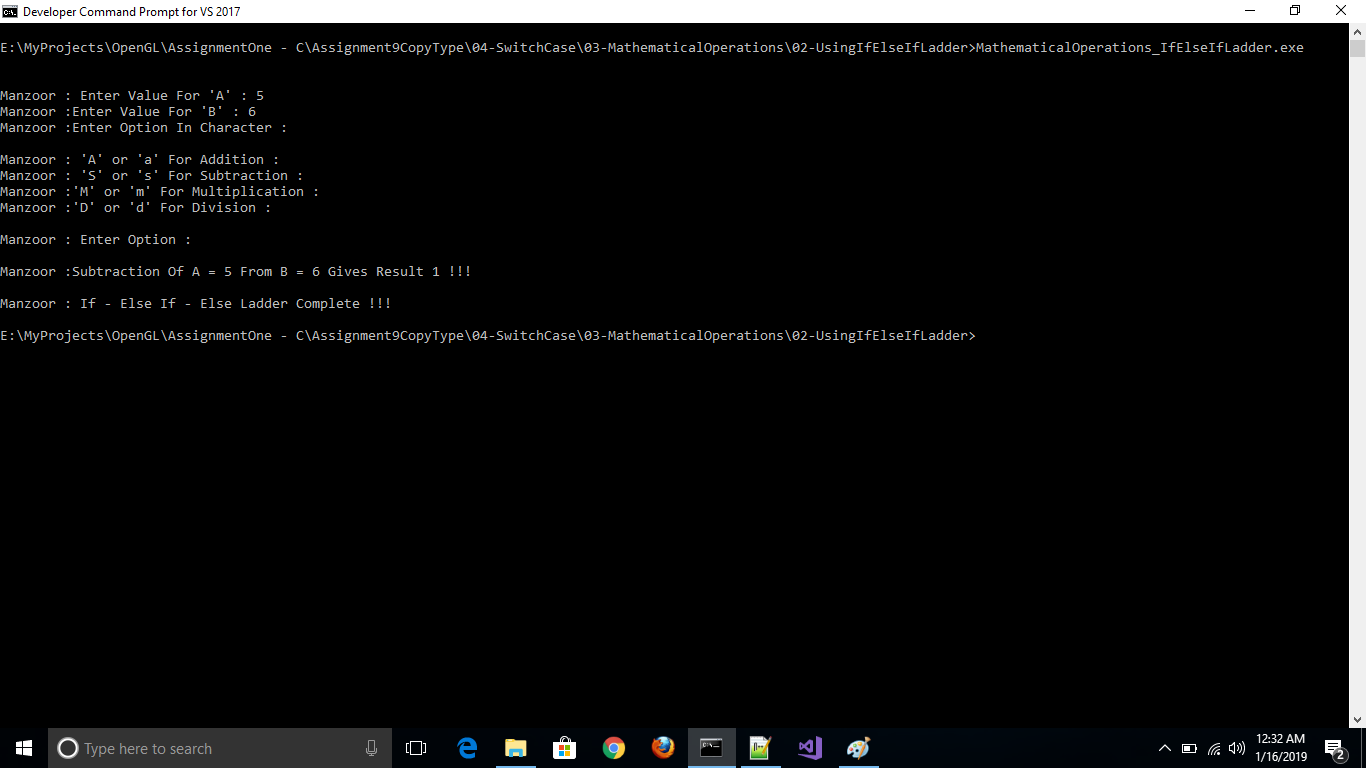 Developer Command Prompt for VS 2017
E:\MyProjects\OpenGL\AssignmentOne - C\Assignment9CopyType\04-SwitchCase\03-MathematicalOperations\02-UsingIfElseIfLadder>MathematicalOperations_IfElseIfLadder.exe
Manzoor : Enter Value For 'A' : 5
Manzoor :Enter Value For 'B' : 6
Manzoor :Enter Option In Character :
Manzoor : 'A' or 'a' For Addition :
Manzoor : 'S' or 's' For Subtraction :
Manzoor :'M' or 'm' For Multiplication :
Manzoor :'D' or 'd' For Division :
Manzoor : Enter Option :
Manzoor :Subtraction Of A = 5 From B = 6 Gives Result 1 !!!
Manzoor : If - Else If - Else Ladder Complete !!!
E:\MyProjects\OpenGL\AssignmentOne - C\Assignment9CopyType\04-SwitchCase\03-MathematicalOperations\02-UsingIfElseIfLadder>
Type here to search
12:32 AM
1/16/2019
2